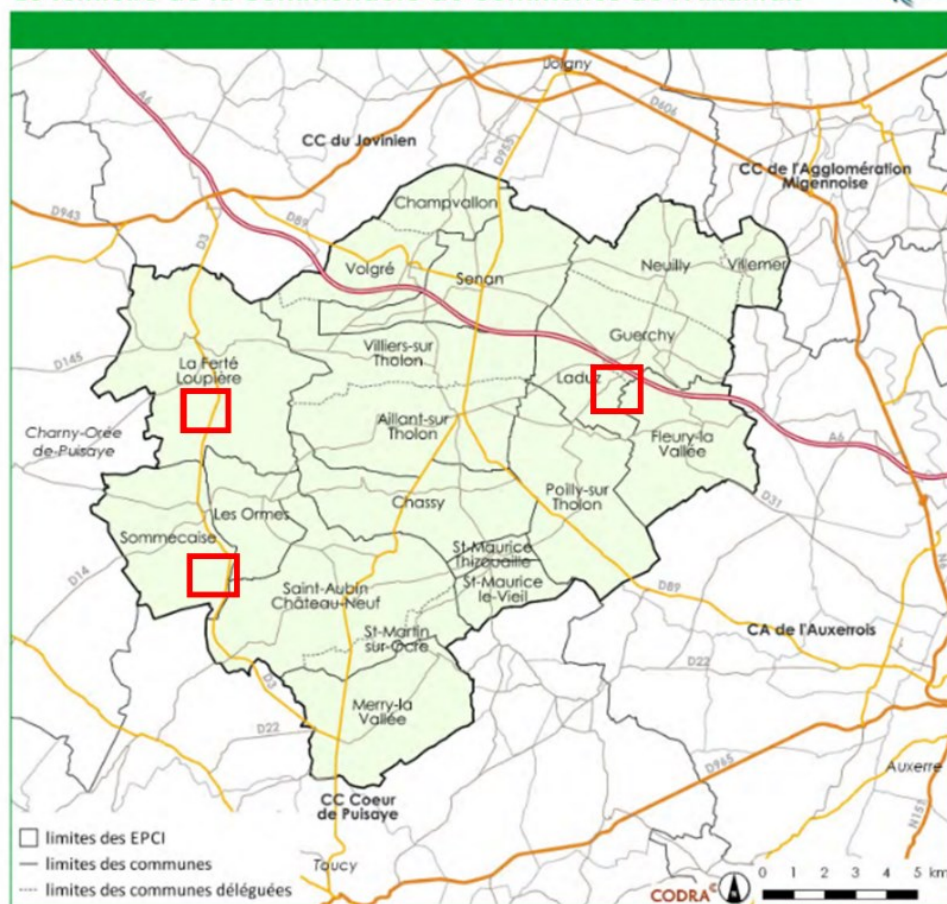 Joigny
A6
D606
D955
CC du Jovinien
CC de l'Agglomération
Migennoise
Champvallon
D943
D89
D3
Volgré
Senan
Neuilly
Villemer
Guerchy
Villiers-sur
Tholon
D145
La Ferté
Loupière
Laduz
Aillant-sur
Tholon
Charny-Orée
de-Puisaye
Fleury-la
Vallée
A6
D31
Poilly-sur
Tholon
Chassy
Les Ormes
Sommecaise
St-Maurice
Thizouaille
D14
Saint-Aubin
Château-Neuf
St-Maurice
le-Vieil
D89
CA de l'Auxerrois
St-Martin
sur-Ocre
D22
D3
Merry-la
Vallée
D22
D965
Auxerre
CC Coeur
de Puisaye
N151
limites des EPCI
limites des communes
limites des communes déléguées
Toucy
CODRA©
0 1 2 3 4 5 km